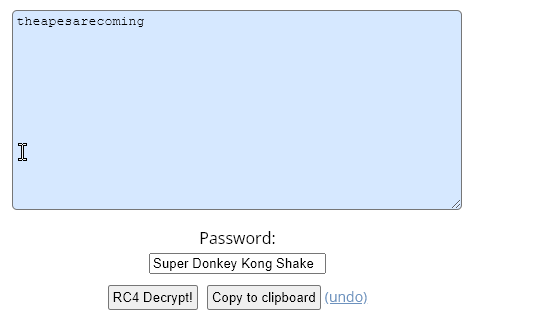 theapesarecoming
Password:
Super Donkey Kong Shake
RC4 Decrypt! Copy to clipboard (undo)